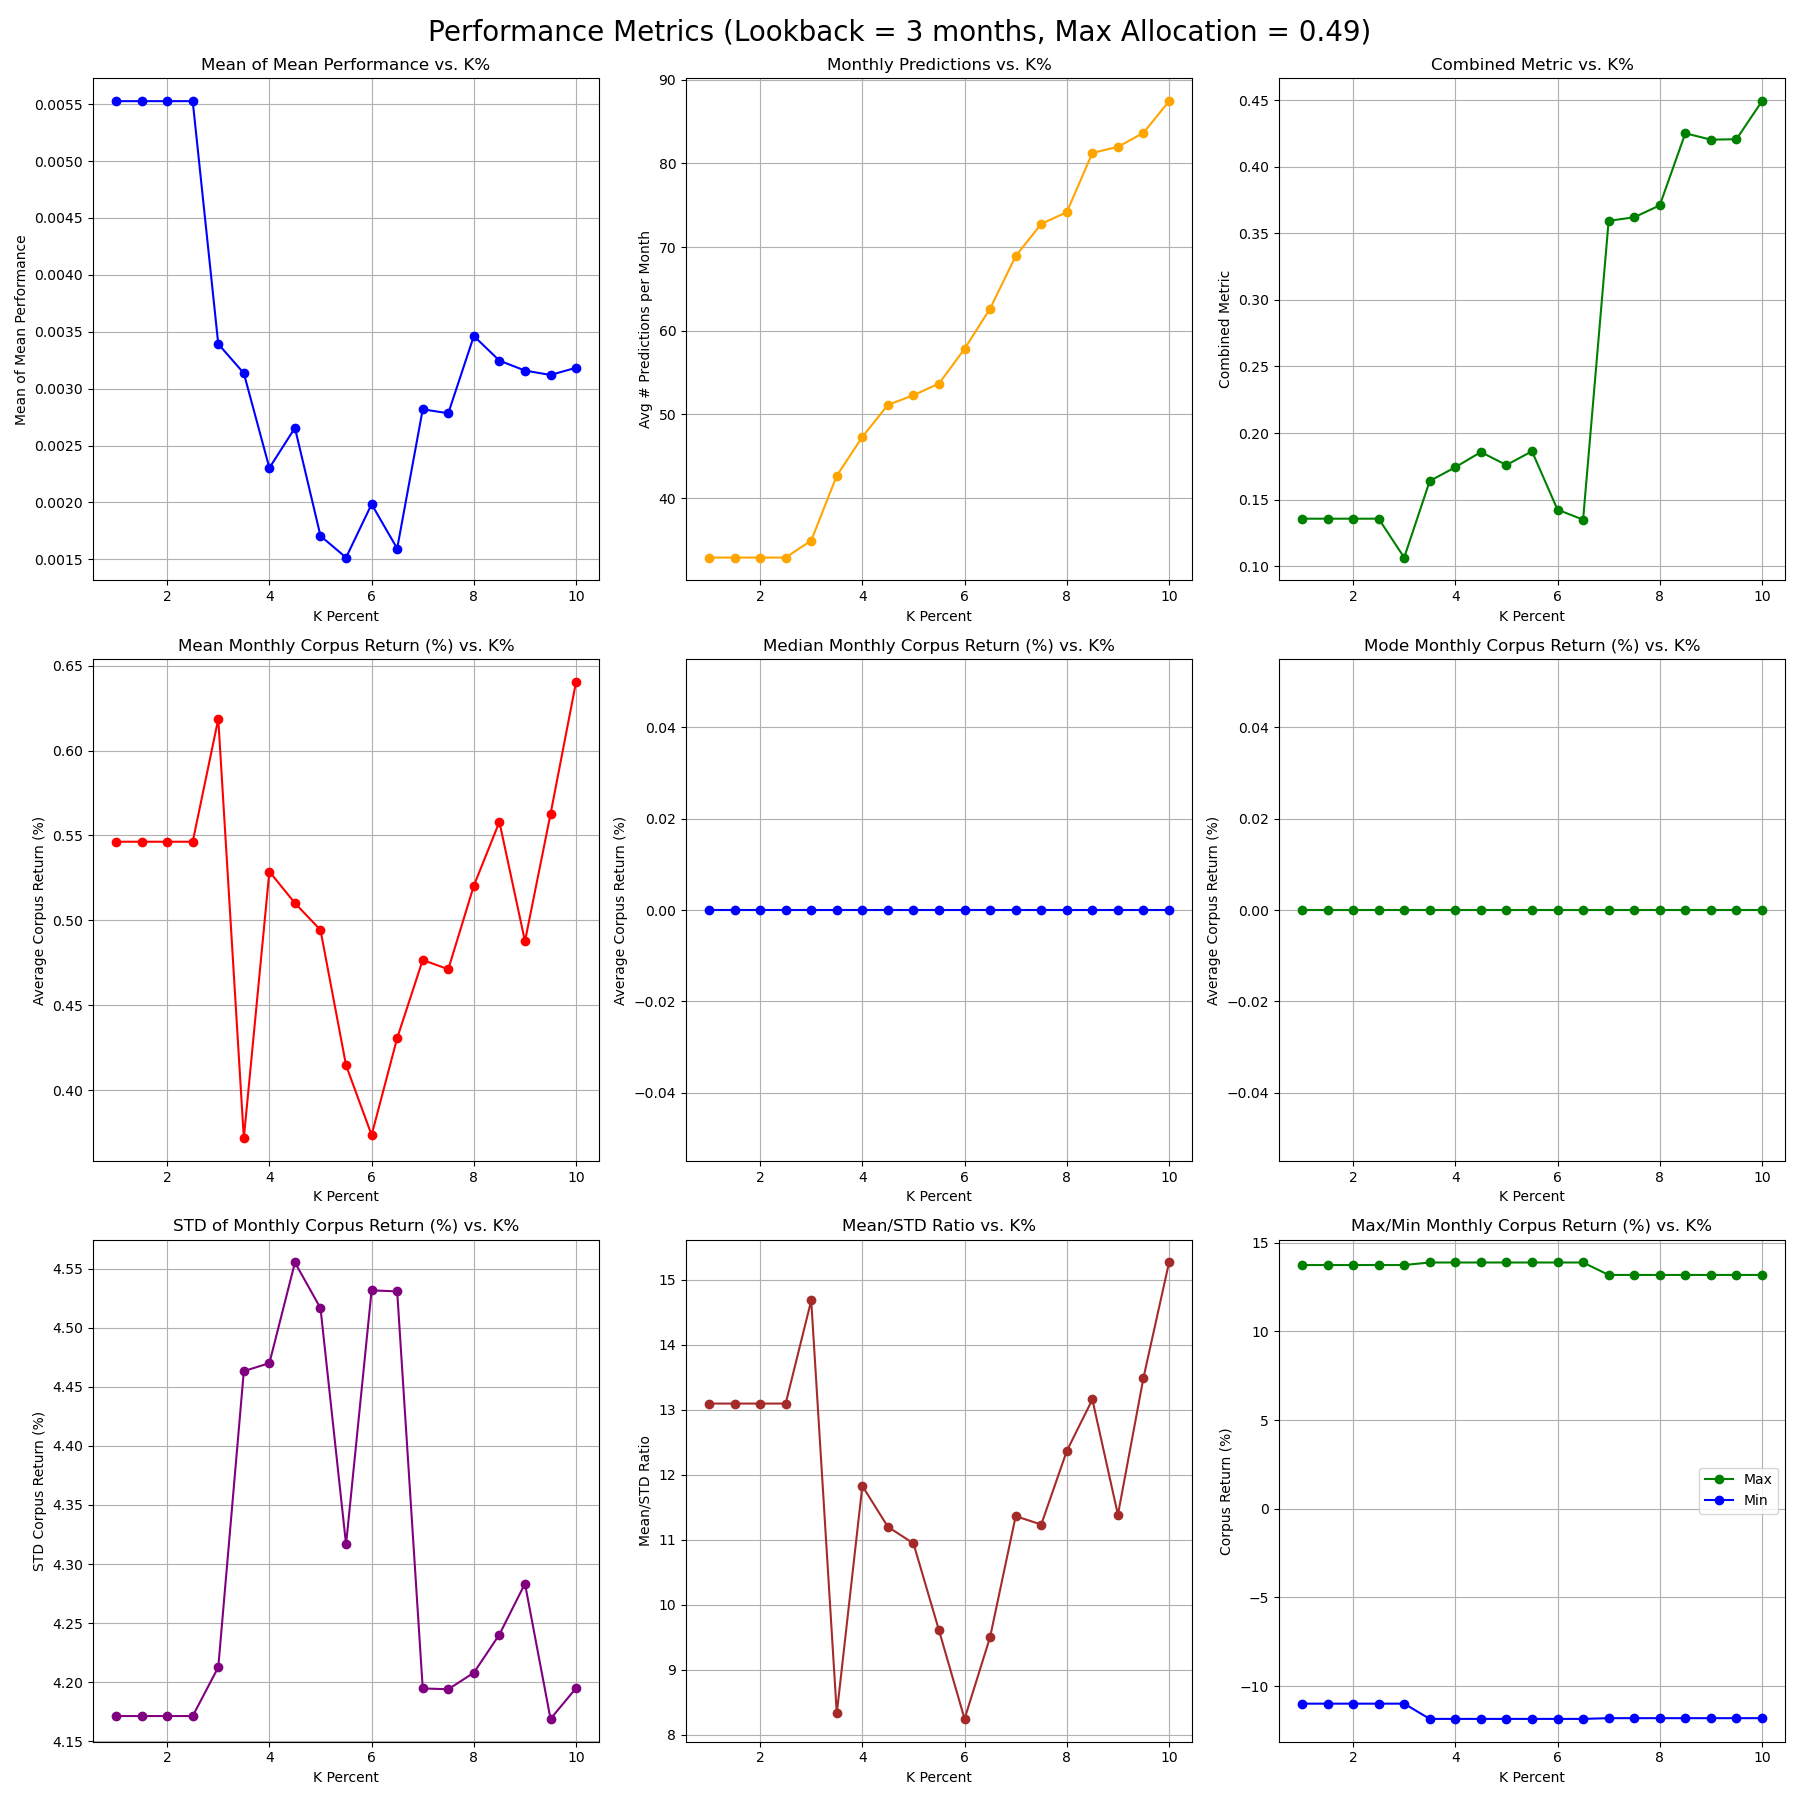 Performance Metrics (Lookback = 3 months, Max Allocation = 0.49)
Mean of Mean Performance vs. K%
Mean of Mean Performance
0.0055
0.0050
0.0045
0.0040
0.0035
0.0030
0.0025
0.0020
0.0015
2 4 6 8 10
K Percent
Monthly Predictions vs. K%
Avg # Predictions per Month
90
80
70
60
50
40
2 4 6 8 10
K Percent
Combined Metric vs. K%
Combined Metric
0.45
0.40
0.35
0.30
0.25
0.20
0.15
0.10
2 4 6 8 10
K Percent
Mean Monthly Corpus Return (%) vs. K%
Average Corpus Return (%)
0.65
0.60
0.55
0.50
0.45
0.40
2 4 6 8 10
K Percent
Median Monthly Corpus Return (%) vs. K%
Average Corpus Return (%)
0.04
0.02
0.00
−0.02
−0.04
2 4 6 8 10
K Percent
Mode Monthly Corpus Return (%) vs. K%
Average Corpus Return (%)
0.04
0.02
0.00
−0.02
−0.04
2 4 6 8 10
K Percent
STD of Monthly Corpus Return (%) vs. K%
STD Corpus Return (%)
4.55
4.50
4.45
4.40
4.35
4.30
4.25
4.20
4.15
2 4 6 8 10
K Percent
Mean/STD Ratio vs. K%
Mean/STD Ratio
15
14
13
12
11
10
9
8
2 4 6 8 10
K Percent
Max/Min Monthly Corpus Return (%) vs. K%
Corpus Return (%)
15
10
5
0
−5
−10
Max
Min
2 4 6 8 10
K Percent